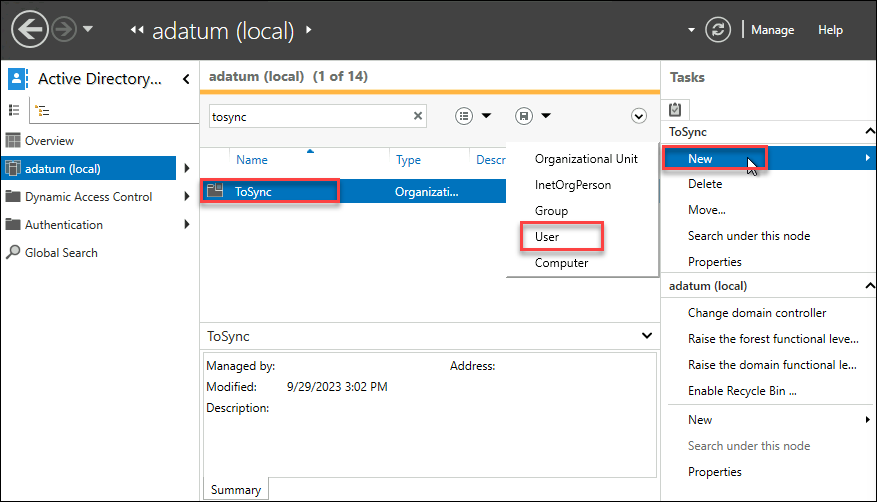 adatum (local)
Manage
Help
Active Directory...
Overview
adatum (local)
Dynamic Access Control
Authentication
Global Search
adatum (local) (1 of 14)
tosync
Name
Type
Descr
ToSync
Organizati...
Organizational Unit
InetOrgPerson
Group
User
Computer
ToSync
Managed by:
Address:
Modified:
9/29/2023 3:02 PM
Description:
Summary
Tasks
ToSync
New
Delete
Move...
Search under this node
Properties
adatum (local)
Change domain controller
Raise the forest functional leve...
Raise the domain functional le...
Enable Recycle Bin ...
New
Search under this node
Properties